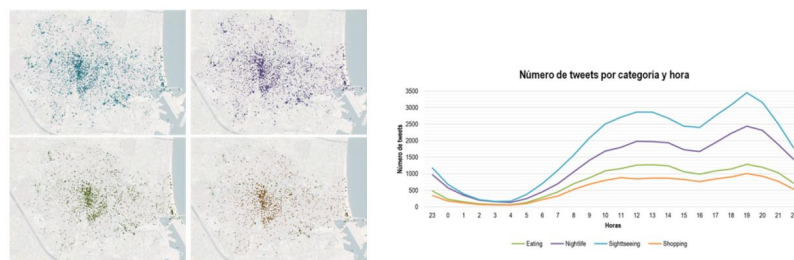 Número de tweets por categoria y hora
Número de tweets
3500
3000
2500
2000
1500
1000
500
0
23 0 1 2 3 4 5 6 7 8 9 10 11 12 13 14 15 16 17 18 19 20 21
Horas
Eating Nightlife Sighttseeing Shopping